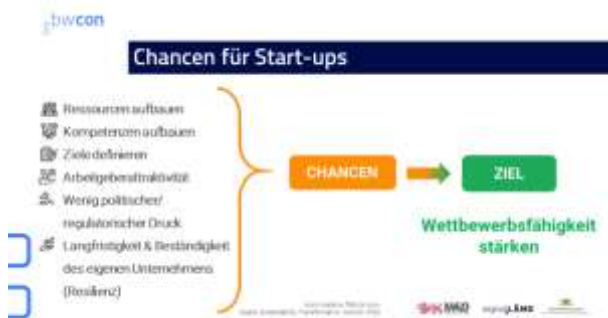 bwcon
Chancen für Start-ups
Ressourcen aufbauen
Kompetenzen aufbauen
Ziele definieren
Arbeitgeberattraktivität
Wenig politischer/
regulatorischer Druck
Langfristigkeit & Beständigkeit
des eigenen Unternehmens
(Resilienz)
CHANCEN
ZIEL
Wettbewerbsfähigkeit
stärken